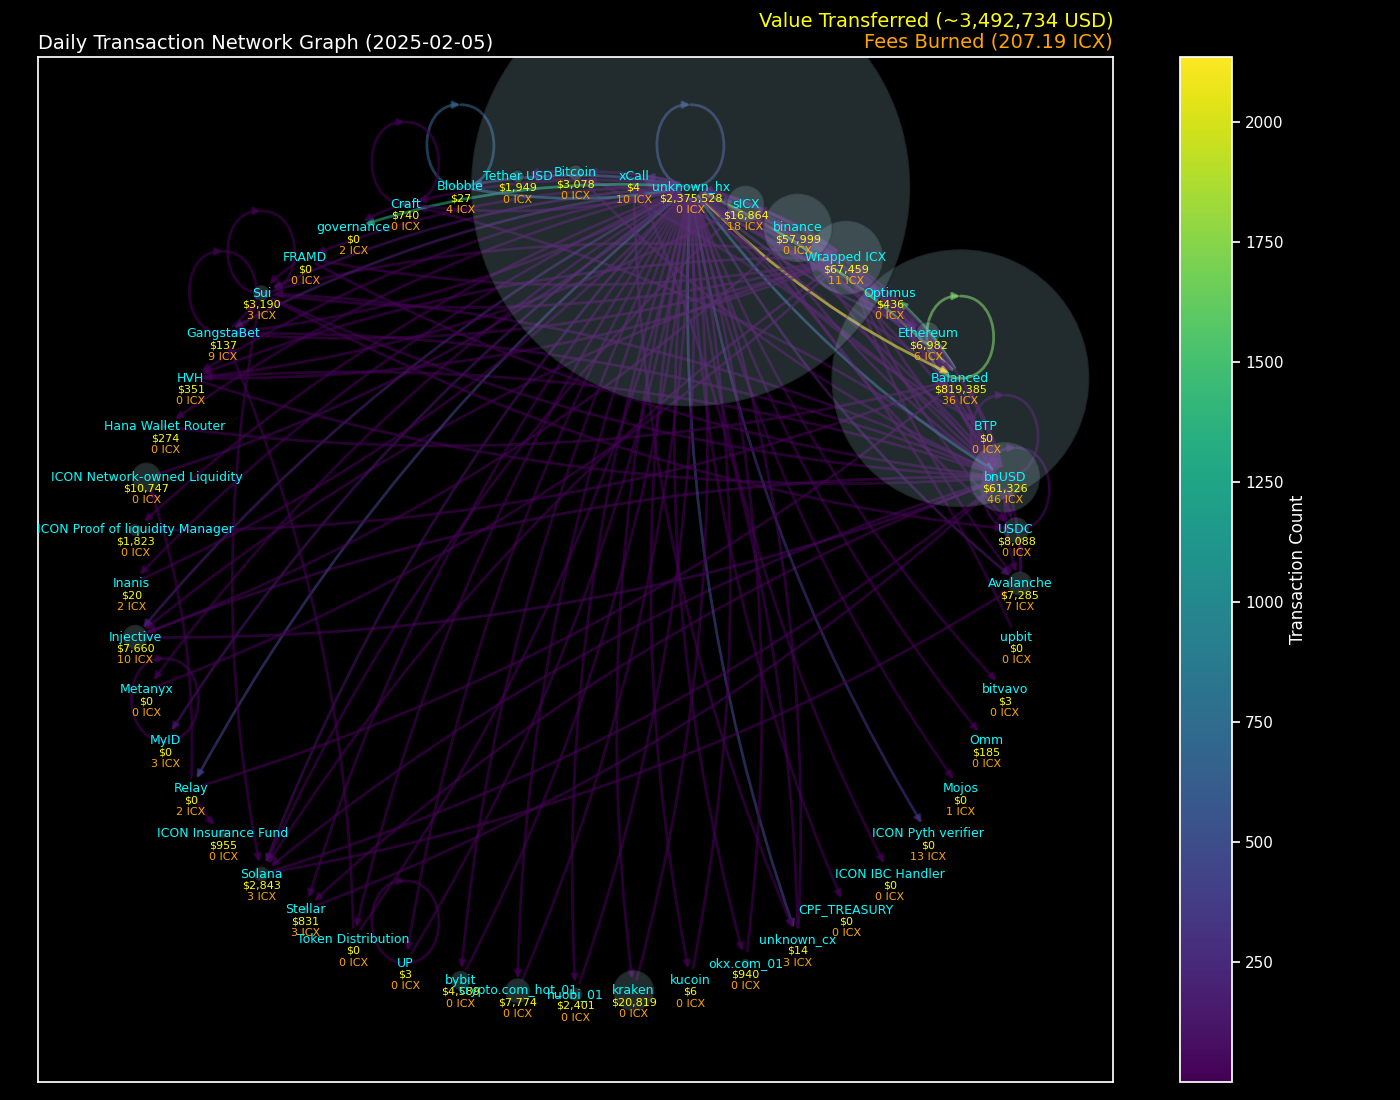 Value Transferred (~3,492,734 USD)
Daily Transaction Network Graph (2025-02-05)
Fees Burned (207.19 ICX)
unknown_hx
$2,375,528
0 ICX
xCall
$4
10 ICX
Bitcoin
$3,078
0 ICX
Tether USD
$1,949
0 ICX
Blobble
$27
4 ICX
Craft
$740
0 ICX
governance
$0
2 ICX
FRAMD
$0
0 ICX
Sui
$3,190
3 ICX
GangstaBet
$137
9 ICX
HVH
$351
0 ICX
Hana Wallet Router
$274
0 ICX
ICON Network-owned Liquidity
$10,747
0 ICX
ICON Proof of liquidity Manager
$1,823
0 ICX
Inanis
$20
2 ICX
Injective
$7,660
10 ICX
Metanyx
$0
0 ICX
MyID
$0
3 ICX
Relay
$0
2 ICX
ICON Insurance Fund
$955
0 ICX
Solana
$2,843
3 ICX
Stellar
$831
3 ICX
Token Distribution
$0
0 ICX
UP
$3
0 ICX
bybit
0 ICX
crypto.com_hot_01
$7,774
0 ICX
huobi_01
$2,401
0 ICX
kraken
$20,819
0 ICX
kucoin
$6
0 ICX
okx.com_01
$940
0 ICX
unknown_cx
$14
3 ICX
CPF_TREASURY
$0
0 ICX
ICON IBC Handler
$0
0 ICX
ICON Pyth verifier
$0
13 ICX
Mojos
$0
1 ICX
Omm
$185
0 ICX
bitvavo
$3
0 ICX
upbit
$0
0 ICX
Avalanche
$7,285
7 ICX
USDC
$8,088
0 ICX
bnUSD
$61,326
46 ICX
BTP
$0
0 ICX
Balanced
$819,385
36 ICX
Ethereum
$6,982
6 ICX
Optimus
$436
0 ICX
Wrapped ICX
$67,459
11 ICX
binance
$57,999
0 ICX
sICX
$16,864
18 ICX
2000
1750
1500
1250
1000
750
500
250
Transaction Count